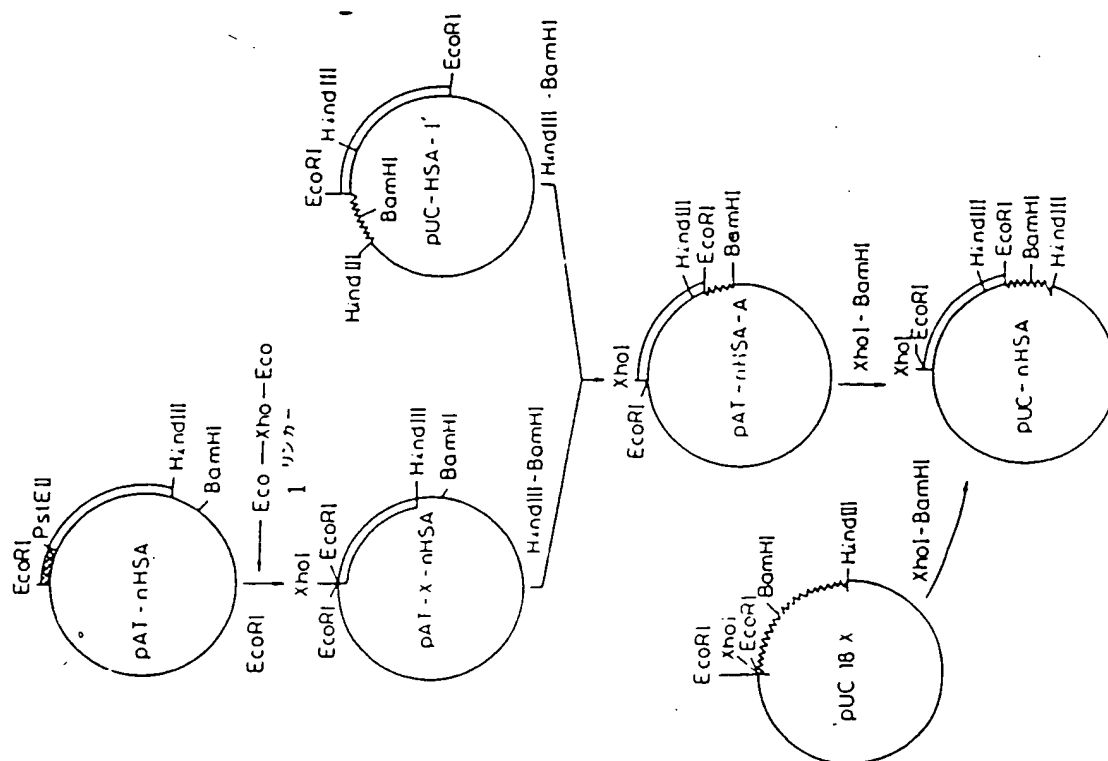 EcoRI
PstEII
HindIII
BamHI
pAT-nHSA
EcoRI
Eco—Xho—Eco
リンカー
1
XhoI
EcoRI
EcoRI
HindIII
BamHI
pAT-X-nHSA
HindIII-BamHI
EcoRI
HindIII
EcoRI
BamHI
HindIII
pUC-HSA-I'
HindIII-BamHI
XhoI
EcoRI
HindIII
EcoRI
BamHI
pAT-nHSA-A
XhoI-BamHI
EcoRI
XhoI
EcoRI
BamHI
HindIII
pUC 18 X
XhoI-BamHI
XhoI
EcoRI
HindIII
EcoRI
BamHI
HindIII
pUC-nHSA